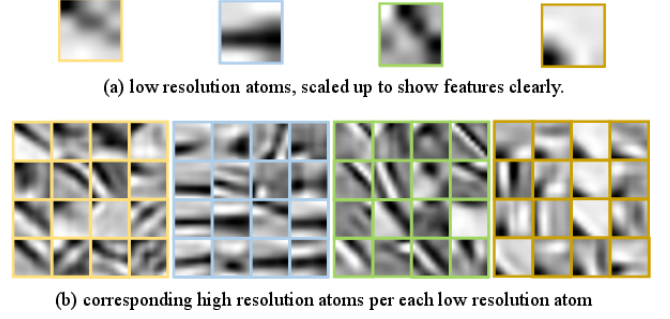 (a) low resolution atoms, scaled up to show features clearly.
(b) corresponding high resolution atoms per each low resolution atom